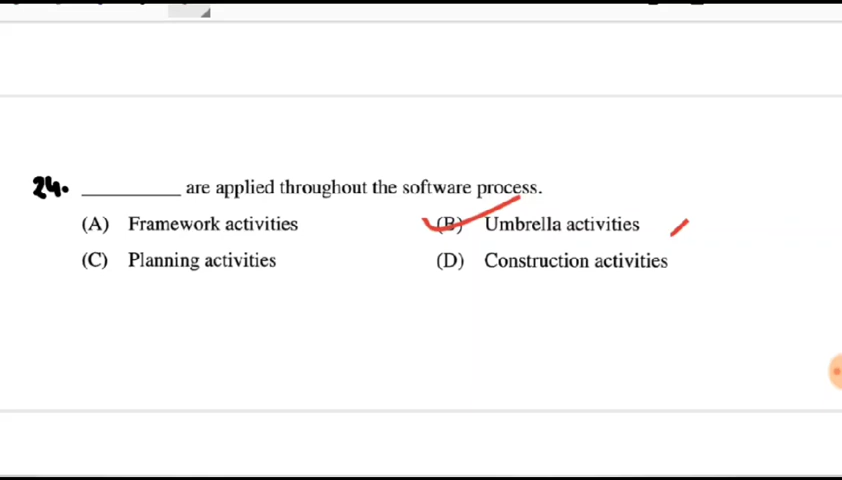 24. __________ are applied throughout the software process.
(A) Framework activities (B) Umbrella activities
(C) Planning activities (D) Construction activities